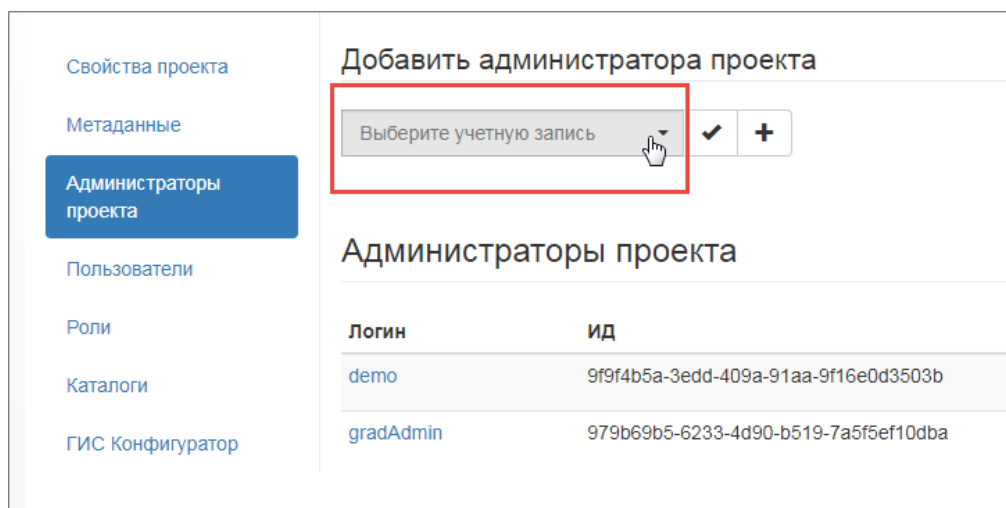 Свойства проекта
Метаданные
Администраторы
проекта
Пользователи
Роли
Каталоги
ГИС Конфигуратор
Добавить администратора проекта
Выберите учетную запись
Администраторы проекта
Логин ИД
demo 9f9f4b5a-3edd-409a-91aa-9f16e0d3503b
gradAdmin 979b69b5-6233-4d90-b519-7a5f5ef10dba